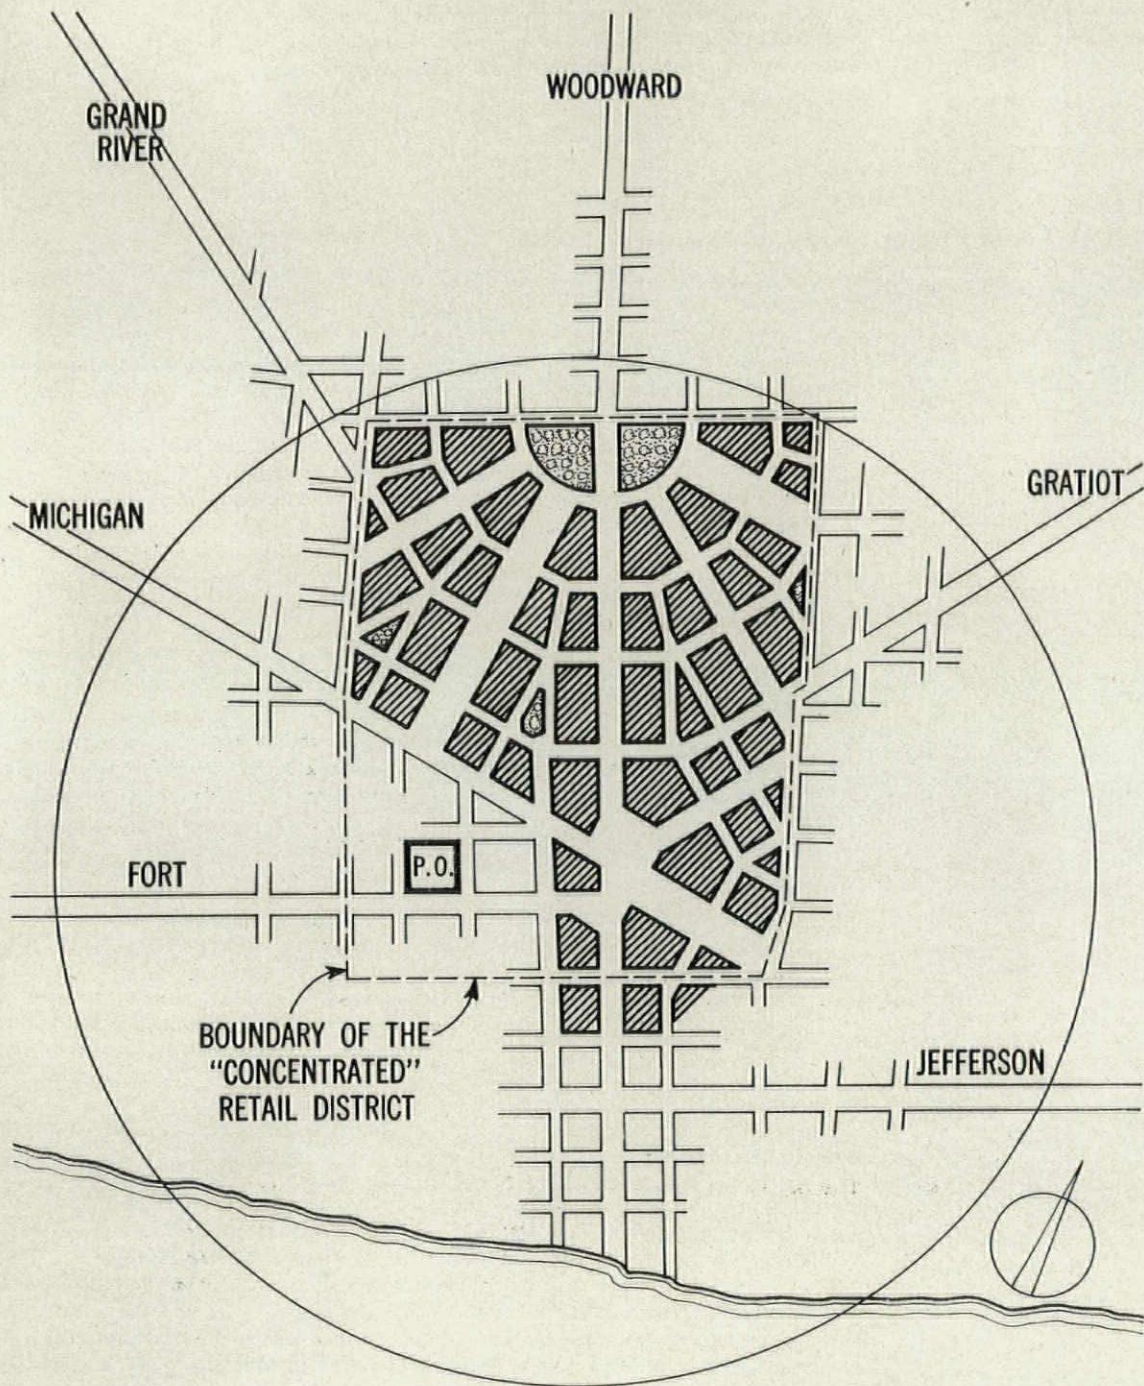 WOODWARD
GRAND
RIVER
MICHIGAN
GRATIOT
FORT
P.O.
BOUNDARY OF THE
"CONCENTRATED"
RETAIL DISTRICT
JEFFERSON